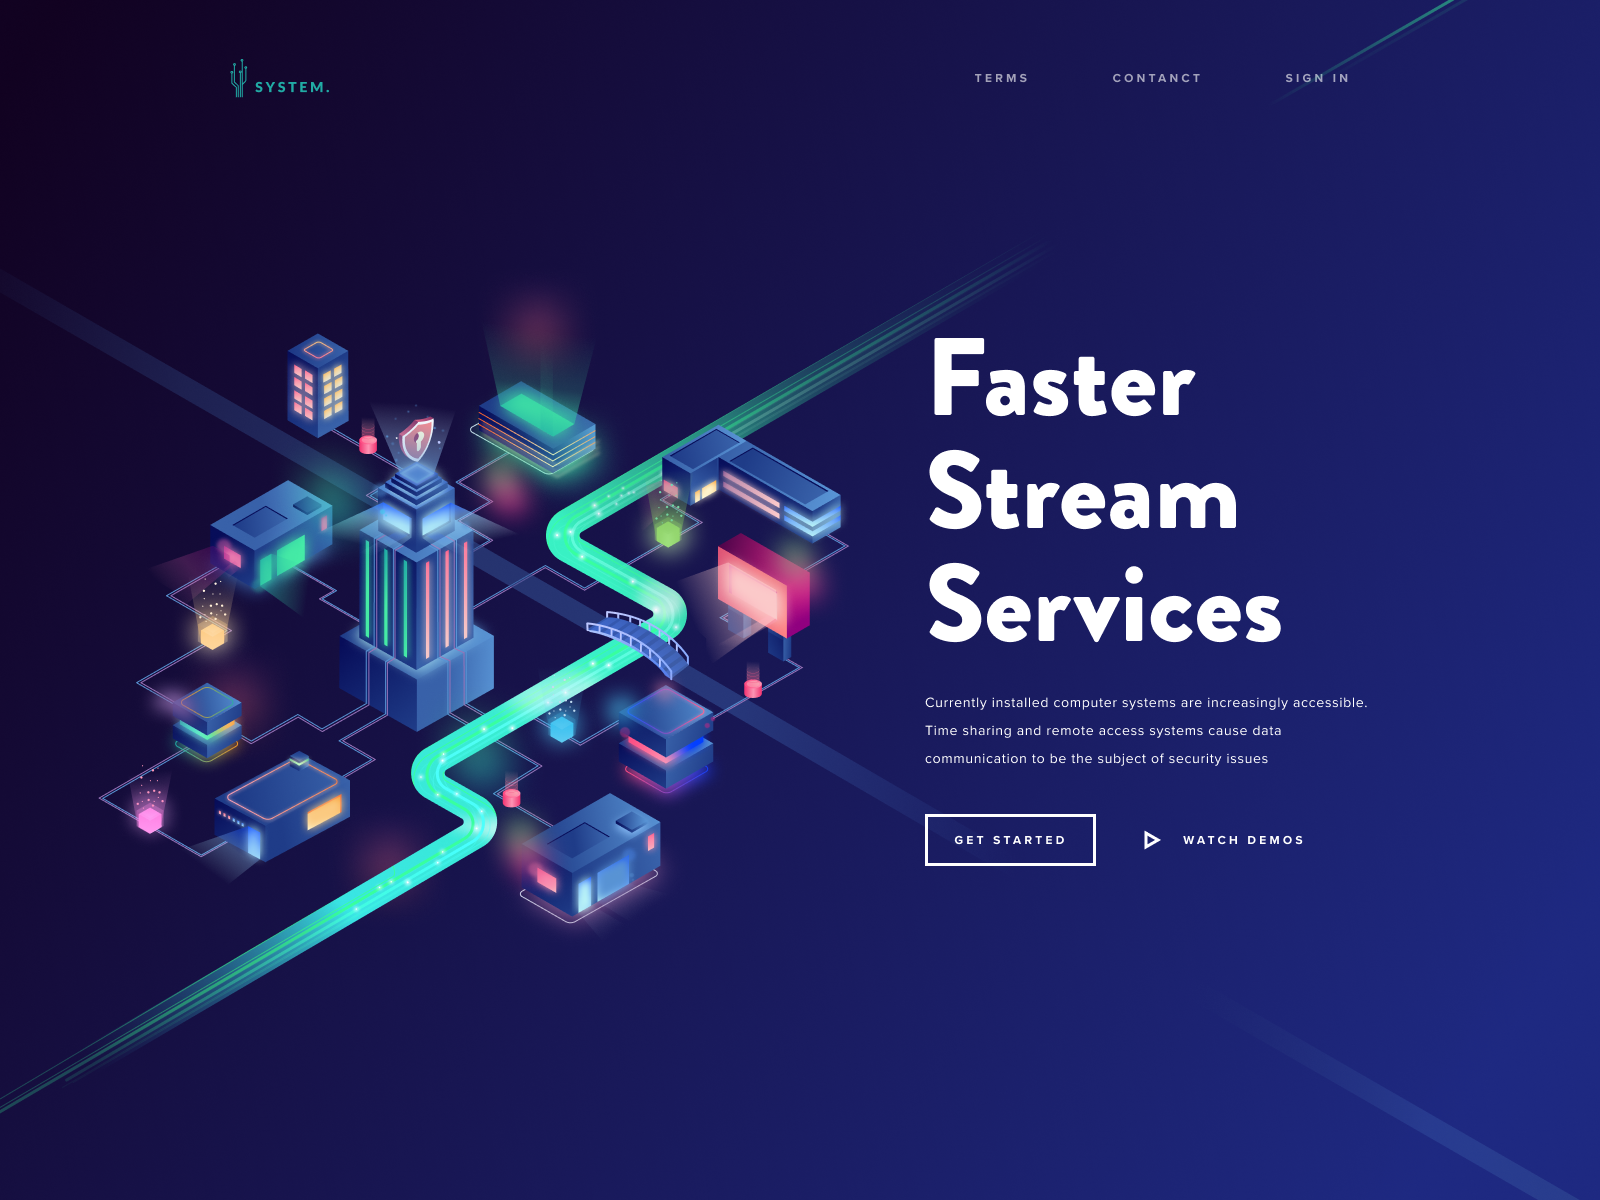 SYSTEM.
TERMS CONTANCT SIGN IN
Faster
Stream
Services
Currently installed computer systems are increasingly accessible.
Time sharing and remote access systems cause data
communication to be the subject of security issues
GET STARTED WATCH DEMOS